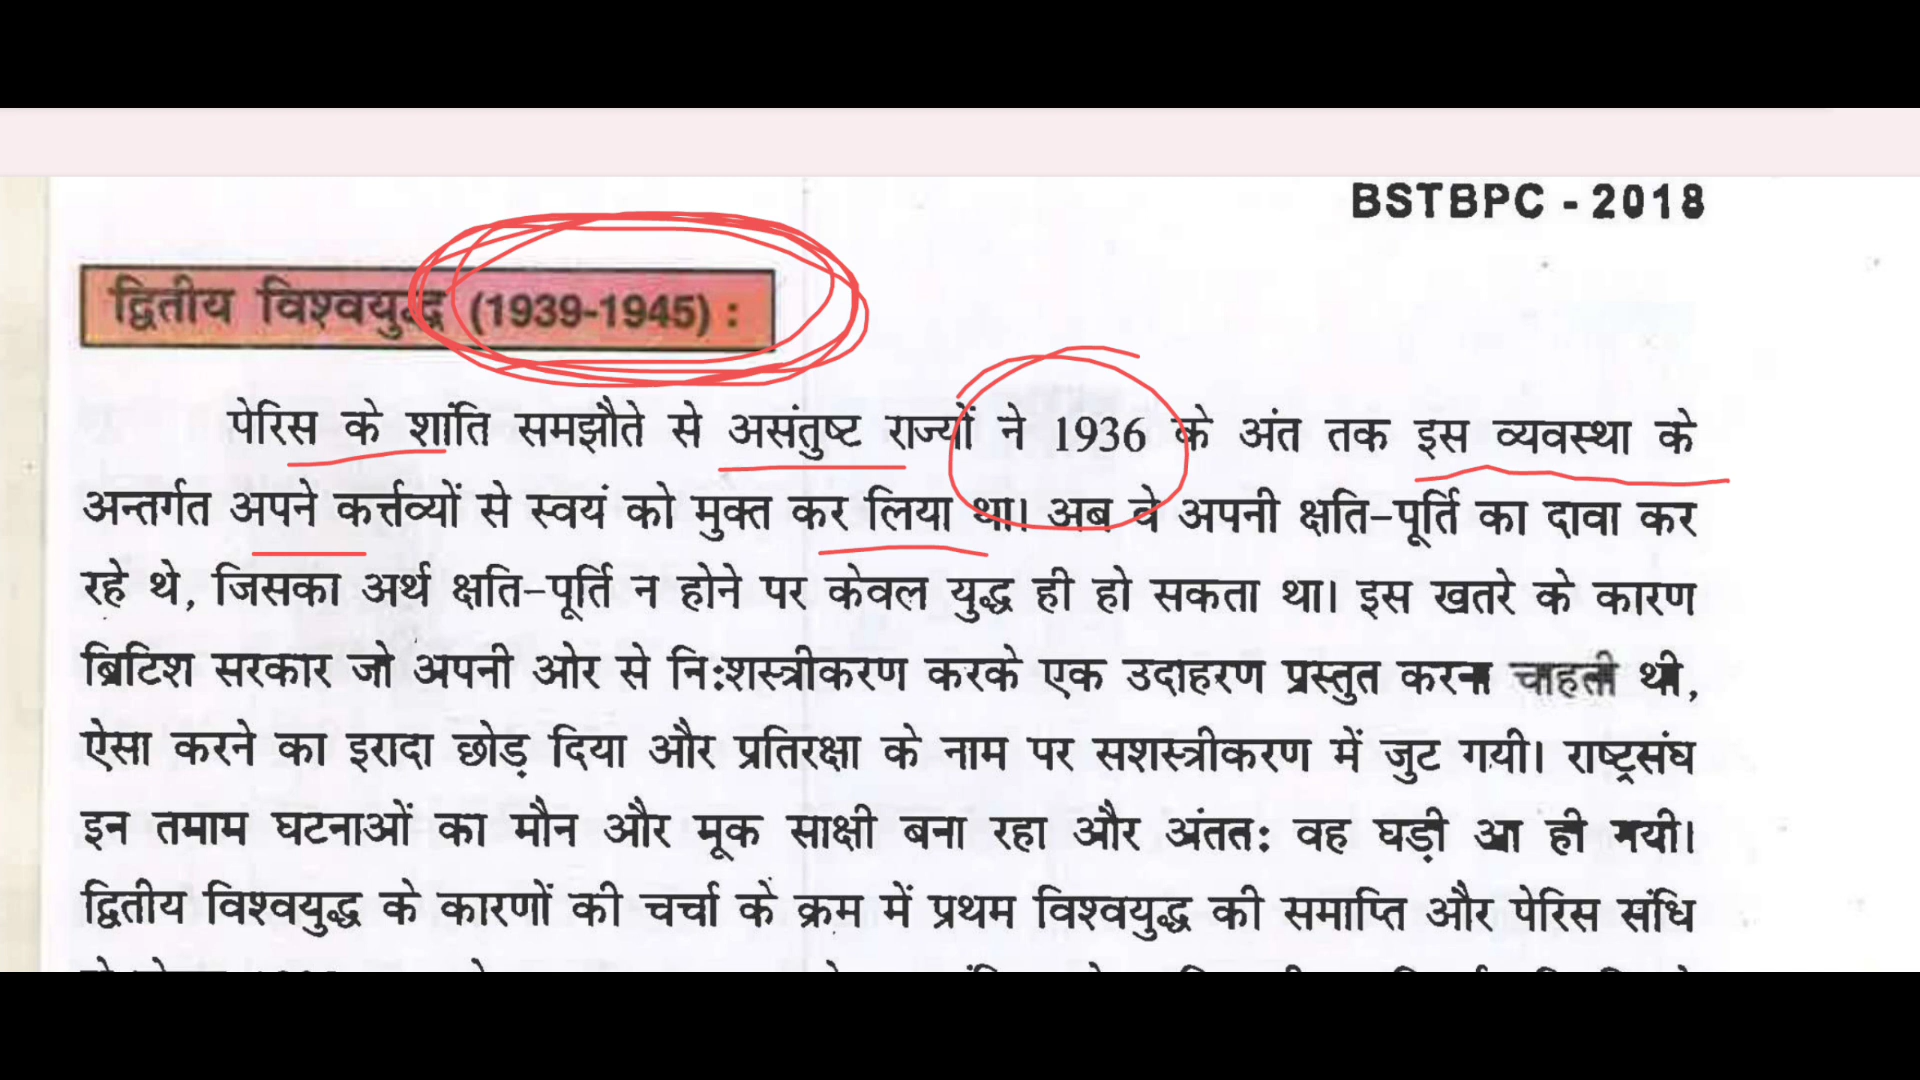 BSTBPC - 2018
द्वितीय विश्वयुद्ध (1939-1945) :
पेरिस के शांति समझौते से असंतुष्ट राज्यों ने 1936 के अंत तक इस व्यवस्था के
अन्तर्गत अपने कर्त्तव्यों से स्वयं को मुक्त कर लिया था। अब वे अपनी क्षति-पूर्ति का दावा कर
रहे थे, जिसका अर्थ क्षति-पूर्ति न होने पर केवल युद्ध ही हो सकता था। इस खतरे के कारण
ब्रिटिश सरकार जो अपनी ओर से निःशस्त्रीकरण करके एक उदाहरण प्रस्तुत करना चाहती थी,
ऐसा करने का इरादा छोड़ दिया और प्रतिरक्षा के नाम पर सशस्त्रीकरण में जुट गयी। राष्ट्रसंघ
इन तमाम घटनाओं का मौन और मूक साक्षी बना रहा और अंततः वह घड़ी आ ही गयी।
द्वितीय विश्वयुद्ध के कारणों की चर्चा के क्रम में प्रथम विश्वयुद्ध की समाप्ति और पेरिस संधि